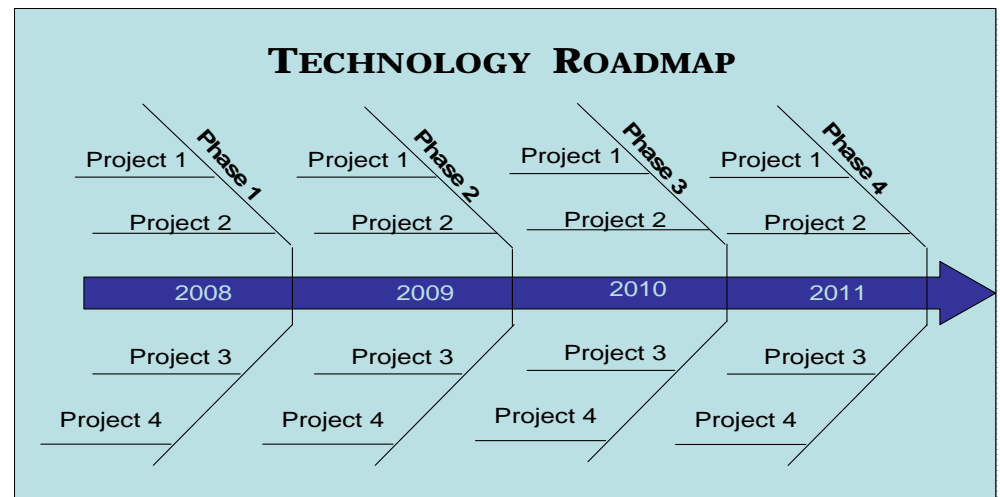 TECHNOLOGY ROADMAP
Phase 1
Phase 2
Phase 3
Phase 4
Project 1
Project 1
Project 1
Project 1
Project 2
Project 2
Project 2
Project 2
2008
2009
2010
2011
Project 3
Project 3
Project 3
Project 3
Project 4
Project 4
Project 4
Project 4